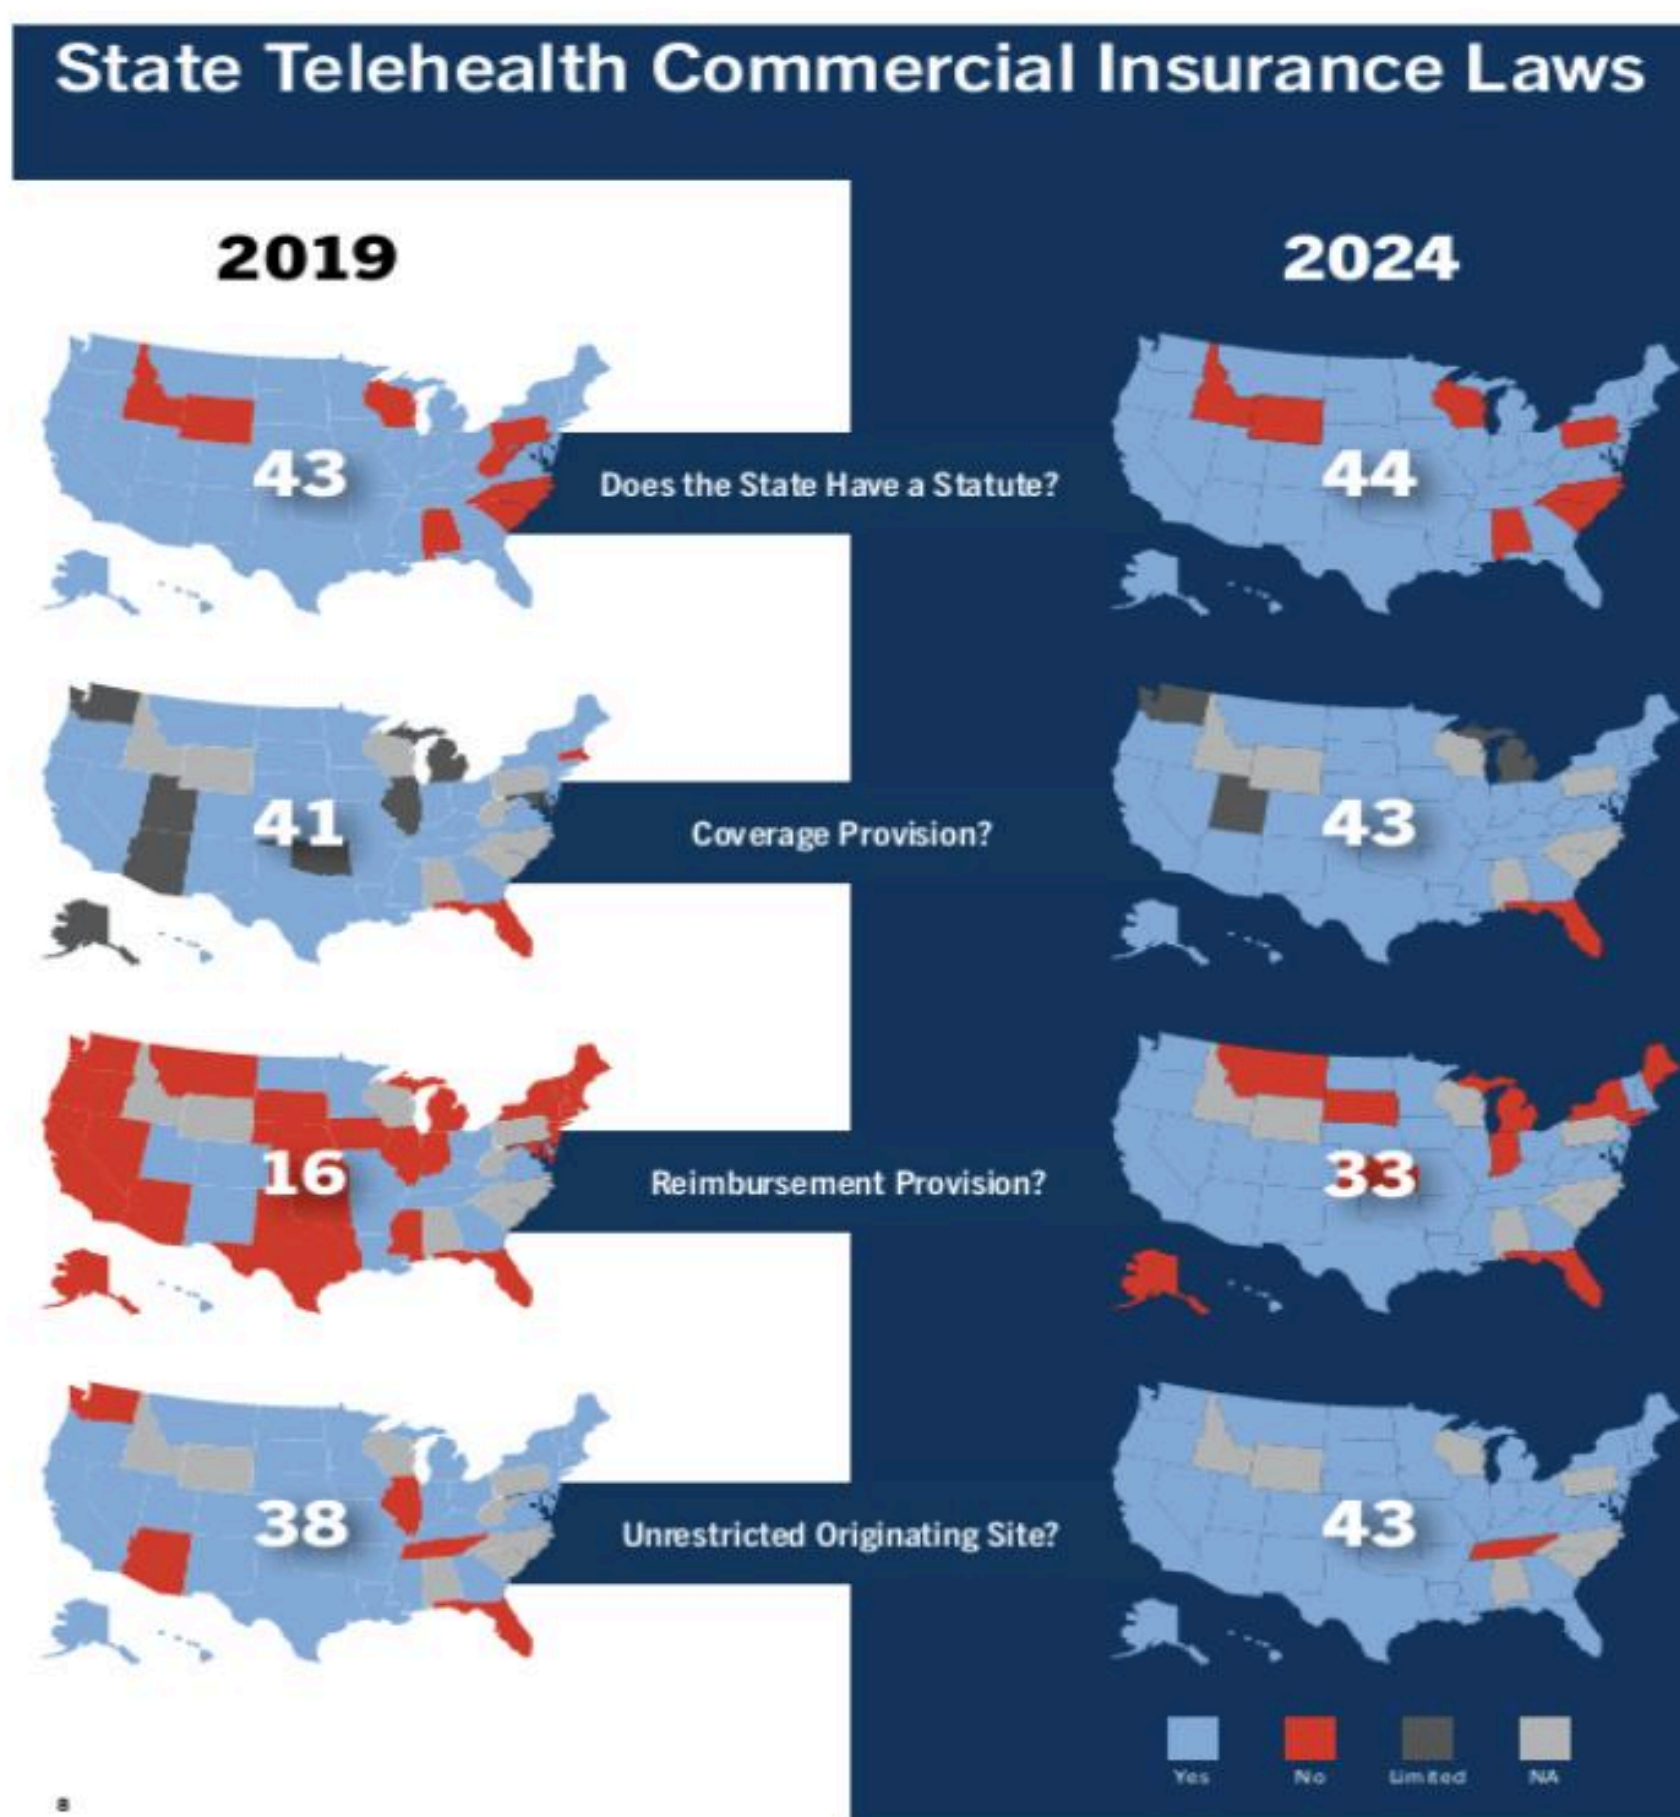 State Telehealth Commercial Insurance Laws
2019
2024
43
Does the State Have a Statute?
44
41
Coverage Provision?
43
16
Reimbursement Provision?
33
38
Unrestricted Originating Site?
43
Yes
No
Limited
NA
8